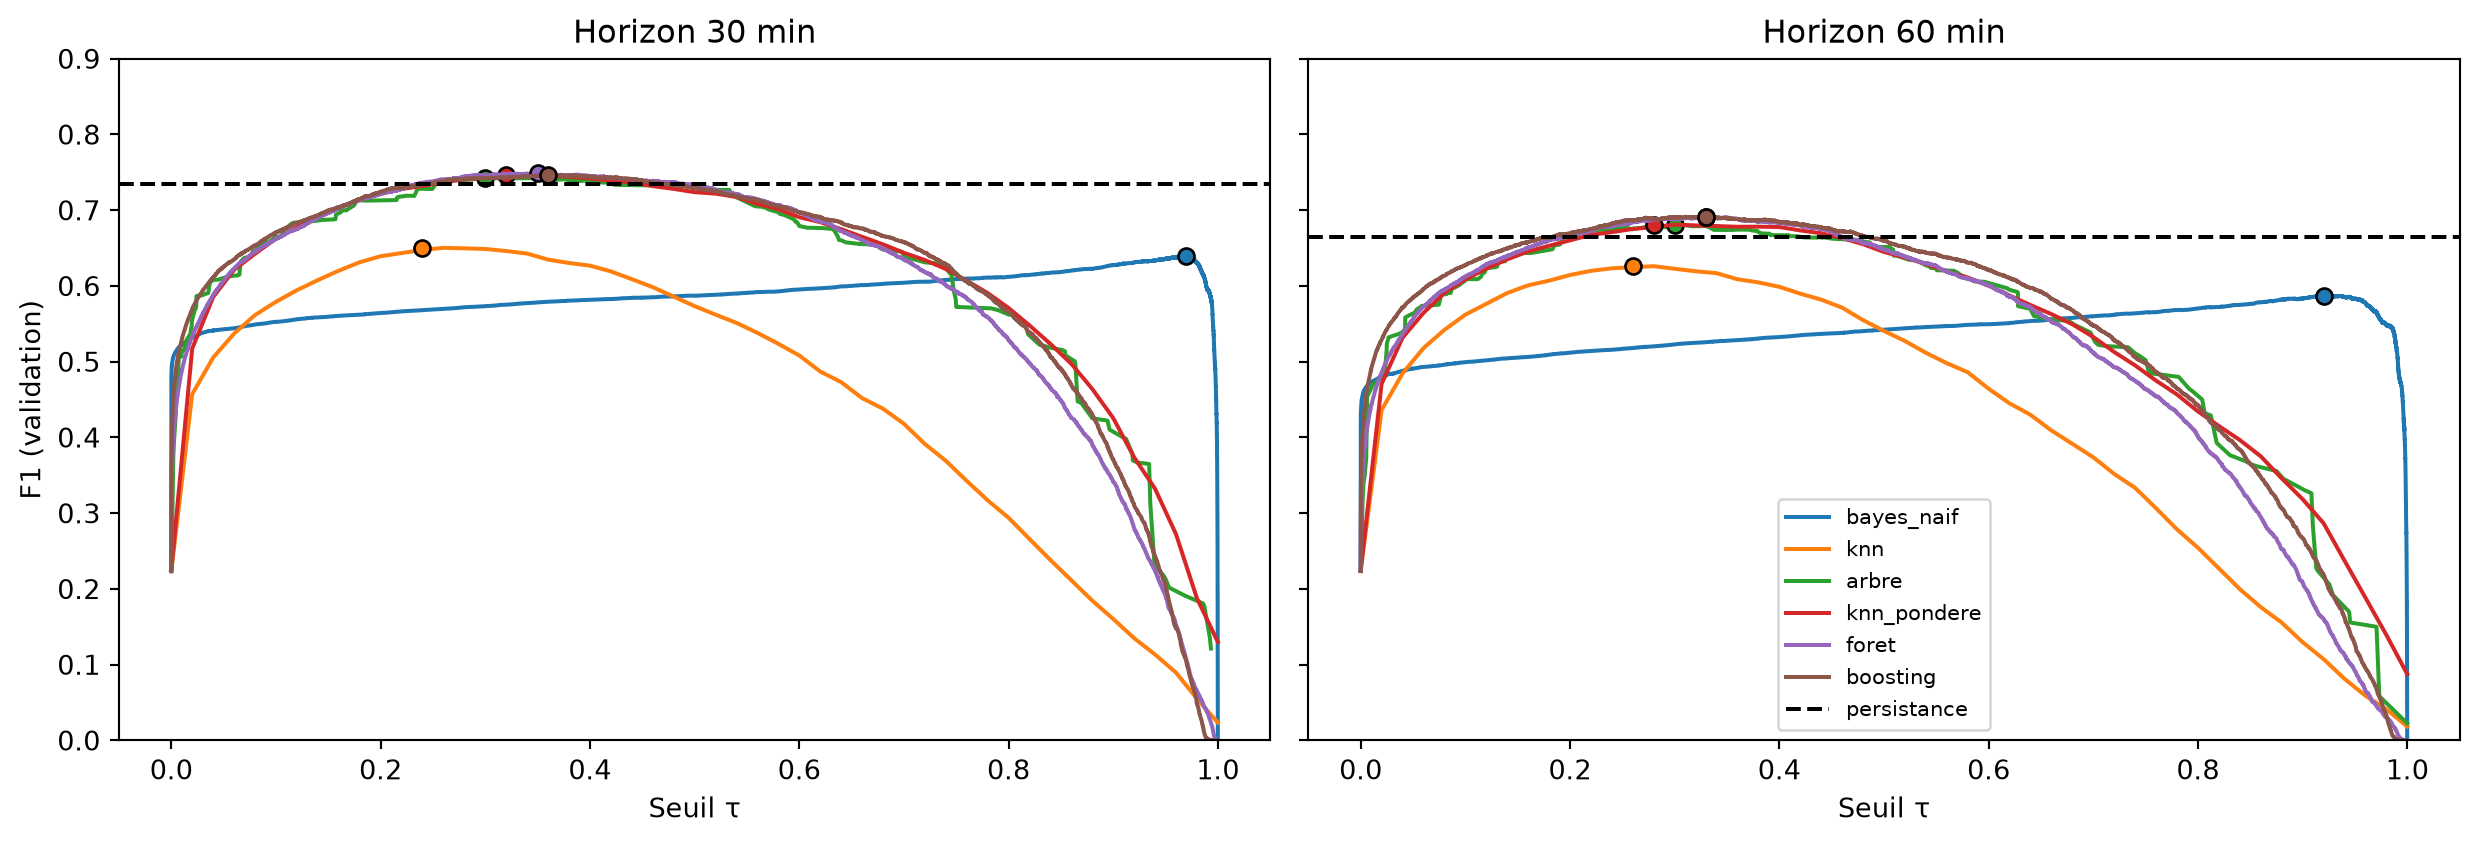 Horizon 30 min
Horizon 60 min
F1 (validation)
0.9
0.8
0.7
0.6
0.5
0.4
0.3
0.2
0.1
0.0
0.0 0.2 0.4 0.6 0.8 1.0
Seuil τ
bayes_naif
knn
arbre
knn_pondere
foret
boosting
persistance
0.0 0.2 0.4 0.6 0.8 1.0
Seuil τ